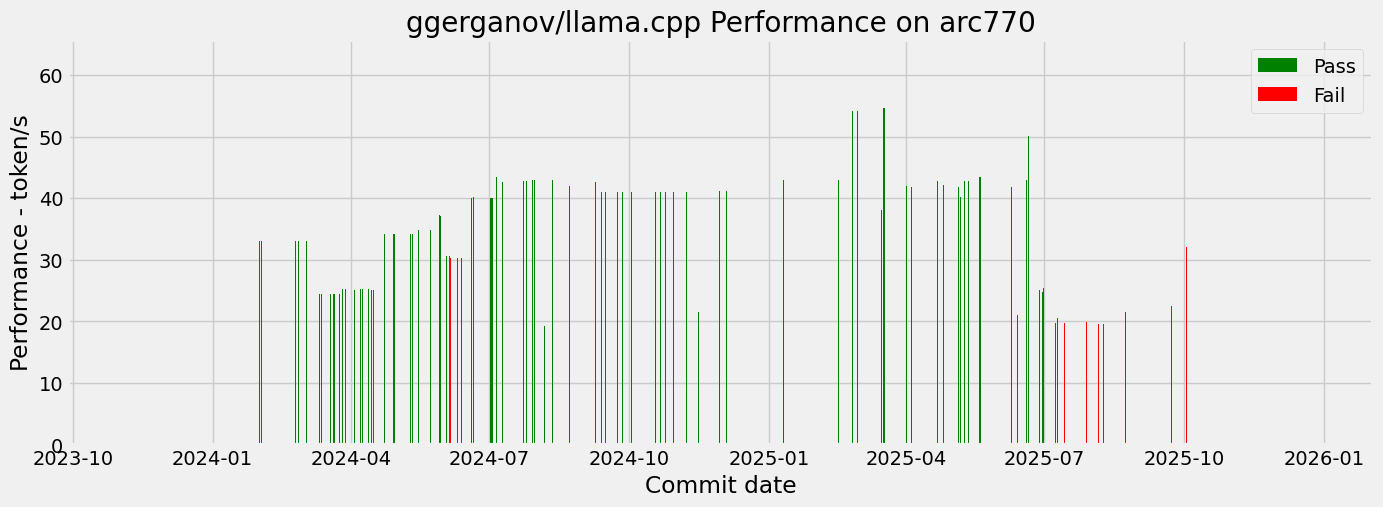 ggerganov/llama.cpp Performance on arc770
Performance - token/s
60
50
40
30
20
10
0
Pass
Fail
2023-10 2024-01 2024-04 2024-07 2024-10 2025-01 2025-04 2025-07 2025-10 2026-01
Commit date